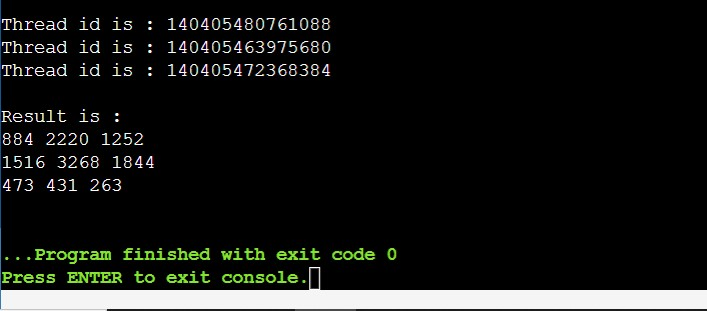 Thread id is : 140405480761088
Thread id is : 140405463975680
Thread id is : 140405472368384
Result is :
884 2220 1252
1516 3268 1844
473 431 263
...Program finished with exit code 0
Press ENTER to exit console.